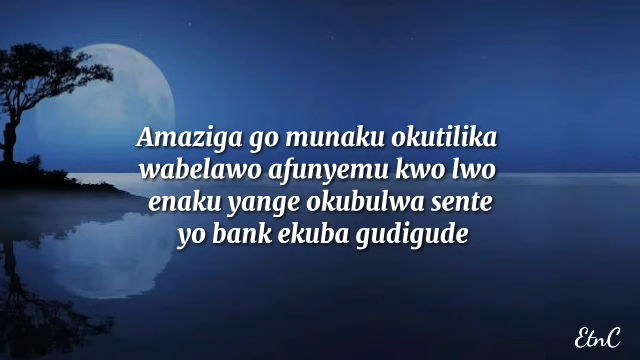 Amaziga go munaku okutilika
wabelawo afunyemu kwo lwo
enaku yange okubulwa sente
yo bank ekuba gudigude
EtnC